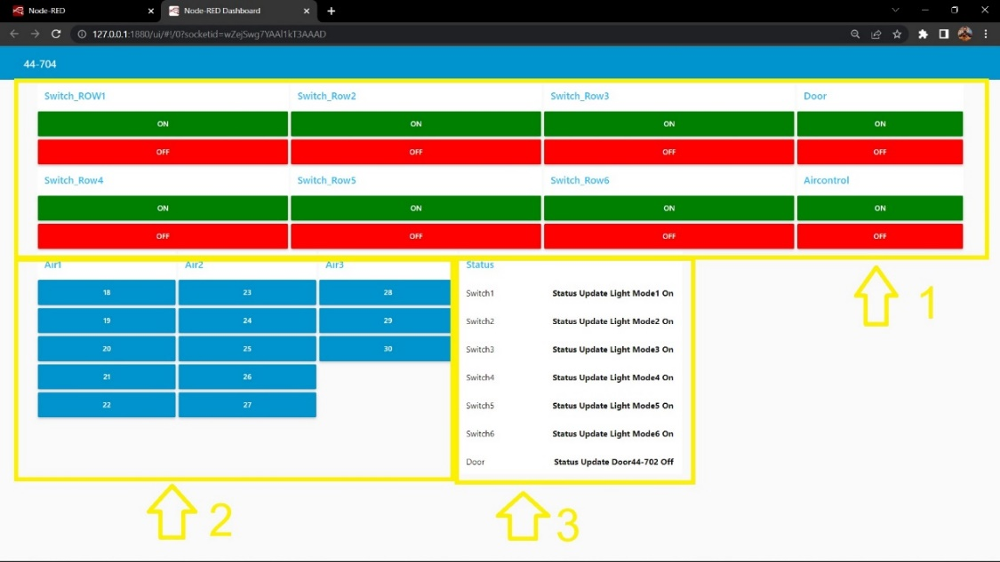 Node-RED
Node-RED Dashboard
127.0.0.1:1880/ui/#!/0?socketid=wZejSwg7YAAl1kT3AAAD
44-704
Switch_ROW1 Switch_Row2 Switch_Row3 Door
ON ON ON ON
OFF OFF OFF OFF
Switch_Row4 Switch_Row5 Switch_Row6 Aircontrol
ON ON ON ON
OFF OFF OFF OFF
1
Air1 Air2 Air3
18 23 28
19 24 29
20 25 30
21 26
22 27
2
Status
Switch1 Status Update Light Mode1 On
Switch2 Status Update Light Mode2 On
Switch3 Status Update Light Mode3 On
Switch4 Status Update Light Mode4 On
Switch5 Status Update Light Mode5 On
Switch6 Status Update Light Mode6 On
Door Status Update Door44-702 Off
3